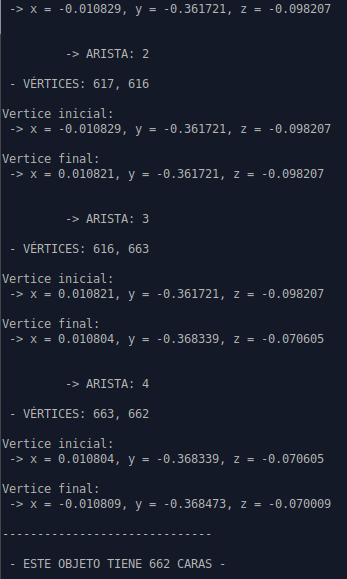 -> x = -0.010829, y = -0.361721, z = -0.098207
-> ARISTA: 2
- VÉRTICES: 617, 616
Vertice inicial:
-> x = -0.010829, y = -0.361721, z = -0.098207
Vertice final:
-> x = 0.010821, y = -0.361721, z = -0.098207
-> ARISTA: 3
- VÉRTICES: 616, 663
Vertice inicial:
-> x = 0.010821, y = -0.361721, z = -0.098207
Vertice final:
-> x = 0.010804, y = -0.368339, z = -0.070605
-> ARISTA: 4
- VÉRTICES: 663, 662
Vertice inicial:
-> x = 0.010804, y = -0.368339, z = -0.070605
Vertice final:
-> x = -0.010809, y = -0.368473, z = -0.070009
------------------------------
- ESTE OBJETO TIENE 662 CARAS -